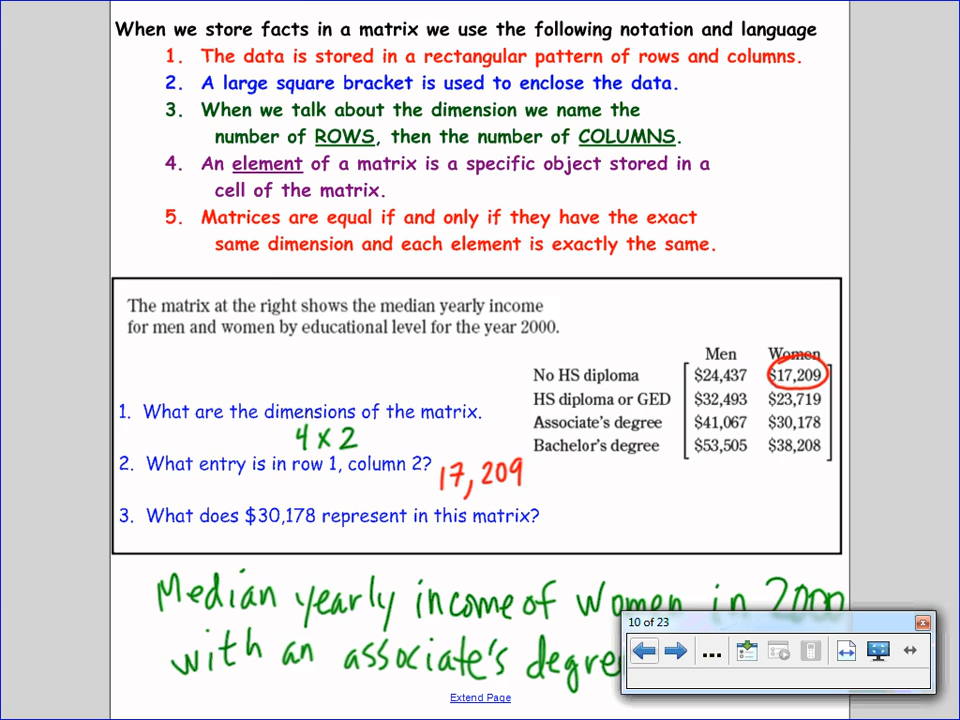 When we store facts in a matrix we use the following notation and language
1. The data is stored in a rectangular pattern of rows and columns.
2. A large square bracket is used to enclose the data.
3. When we talk about the dimension we name the
number of ROWS, then the number of COLUMNS.
4. An element of a matrix is a specific object stored in a
cell of the matrix.
5. Matrices are equal if and only if they have the exact
same dimension and each element is exactly the same.
The matrix at the right shows the median yearly income
for men and women by educational level for the year 2000.
Men Women
No HS diploma $24,437 $17,209
HS diploma or GED $32,493 $23,719
Associate's degree $41,067 $30,178
Bachelor's degree $53,505 $38,208
1. What are the dimensions of the matrix.
4 x 2
2. What entry is in row 1, column 2?
17,209
3. What does $30,178 represent in this matrix?
Median yearly income of women in 2000
with an associate's degree
10 of 23
Extend Page